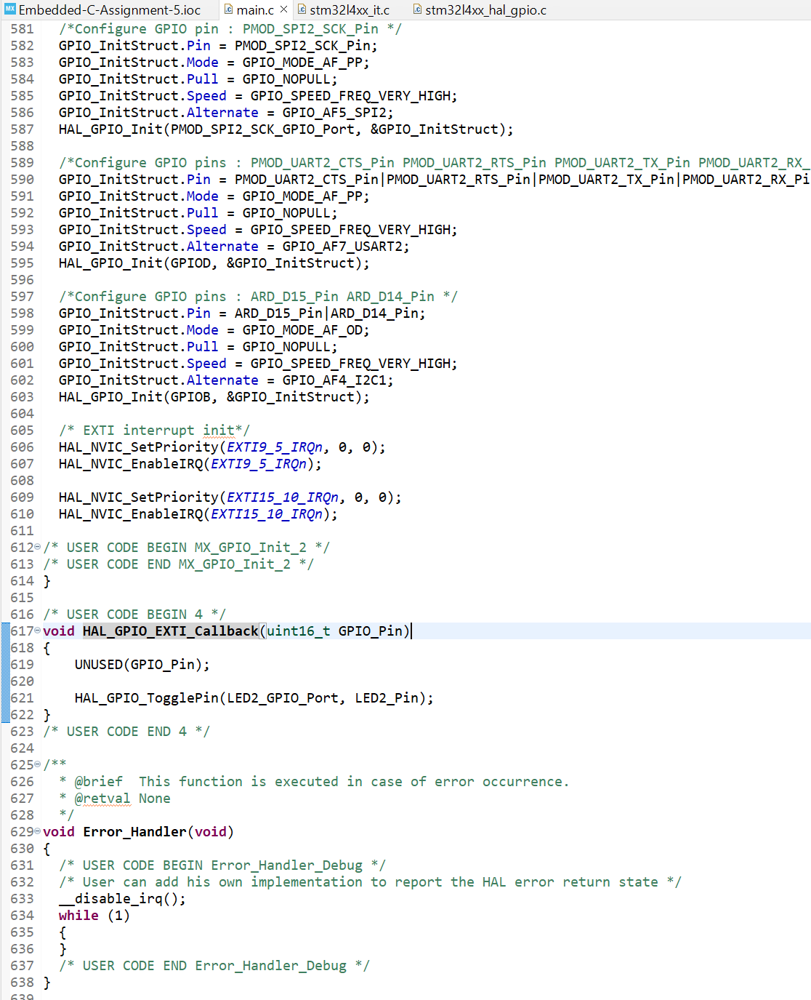 MX Embedded-C-Assignment-5.ioc  main.c  stm32l4xx_it.c  stm32l4xx_hal_gpio.c
581   /*Configure GPIO pin : PMOD_SPI2_SCK_Pin */
582   GPIO_InitStruct.Pin = PMOD_SPI2_SCK_Pin;
583   GPIO_InitStruct.Mode = GPIO_MODE_AF_PP;
584   GPIO_InitStruct.Pull = GPIO_NOPULL;
585   GPIO_InitStruct.Speed = GPIO_SPEED_FREQ_VERY_HIGH;
586   GPIO_InitStruct.Alternate = GPIO_AF5_SPI2;
587   HAL_GPIO_Init(PMOD_SPI2_SCK_GPIO_Port, &GPIO_InitStruct);
588
589   /*Configure GPIO pins : PMOD_UART2_CTS_Pin PMOD_UART2_RTS_Pin PMOD_UART2_TX_Pin PMOD_UART2_RX_
590   GPIO_InitStruct.Pin = PMOD_UART2_CTS_Pin|PMOD_UART2_RTS_Pin|PMOD_UART2_TX_Pin|PMOD_UART2_RX_Pi
591   GPIO_InitStruct.Mode = GPIO_MODE_AF_PP;
592   GPIO_InitStruct.Pull = GPIO_NOPULL;
593   GPIO_InitStruct.Speed = GPIO_SPEED_FREQ_VERY_HIGH;
594   GPIO_InitStruct.Alternate = GPIO_AF7_USART2;
595   HAL_GPIO_Init(GPIOD, &GPIO_InitStruct);
596
597   /*Configure GPIO pins : ARD_D15_Pin ARD_D14_Pin */
598   GPIO_InitStruct.Pin = ARD_D15_Pin|ARD_D14_Pin;
599   GPIO_InitStruct.Mode = GPIO_MODE_AF_OD;
600   GPIO_InitStruct.Pull = GPIO_NOPULL;
601   GPIO_InitStruct.Speed = GPIO_SPEED_FREQ_VERY_HIGH;
602   GPIO_InitStruct.Alternate = GPIO_AF4_I2C1;
603   HAL_GPIO_Init(GPIOB, &GPIO_InitStruct);
604
605   /* EXTI interrupt init*/
606   HAL_NVIC_SetPriority(EXTI9_5_IRQn, 0, 0);
607   HAL_NVIC_EnableIRQ(EXTI9_5_IRQn);
608
609   HAL_NVIC_SetPriority(EXTI15_10_IRQn, 0, 0);
610   HAL_NVIC_EnableIRQ(EXTI15_10_IRQn);
611
612 /* USER CODE BEGIN MX_GPIO_Init_2 */
613 /* USER CODE END MX_GPIO_Init_2 */
614 }
615
616 /* USER CODE BEGIN 4 */
617 void HAL_GPIO_EXTI_Callback(uint16_t GPIO_Pin)
618 {
619     UNUSED(GPIO_Pin);
620
621     HAL_GPIO_TogglePin(LED2_GPIO_Port, LED2_Pin);
622 }
623 /* USER CODE END 4 */
624
625 /**
626   * @brief  This function is executed in case of error occurrence.
627   * @retval None
628   */
629 void Error_Handler(void)
630 {
631   /* USER CODE BEGIN Error_Handler_Debug */
632   /* User can add his own implementation to report the HAL error return state */
633   __disable_irq();
634   while (1)
635   {
636   }
637   /* USER CODE END Error_Handler_Debug */
638 }
639